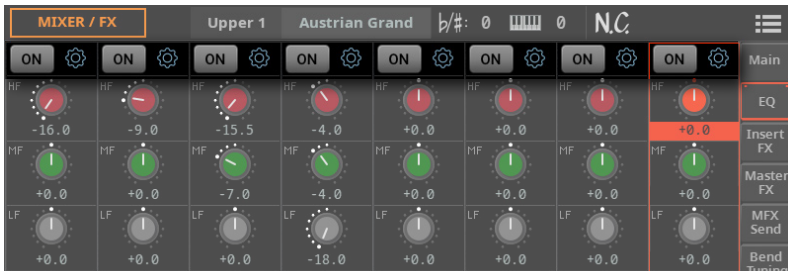 MIXER / FX Upper 1 Austrian Grand b/#: 0 0 N.C.
ON ON ON ON ON ON ON ON Main
HF HF HF HF HF HF HF HF EQ
-16.0 -9.0 -15.5 -4.0 +0.0 +0.0 +0.0 +0.0
Insert
FX
MF MF MF MF MF MF MF MF
+0.0 +0.0 -7.0 -4.0 +0.0 +0.0 +0.0 +0.0
Master
FX
LF LF LF LF LF LF LF LF
MFX
Send
+0.0 +0.0 +0.0 -18.0 +0.0 +0.0 +0.0 +0.0
Bend
Tuning